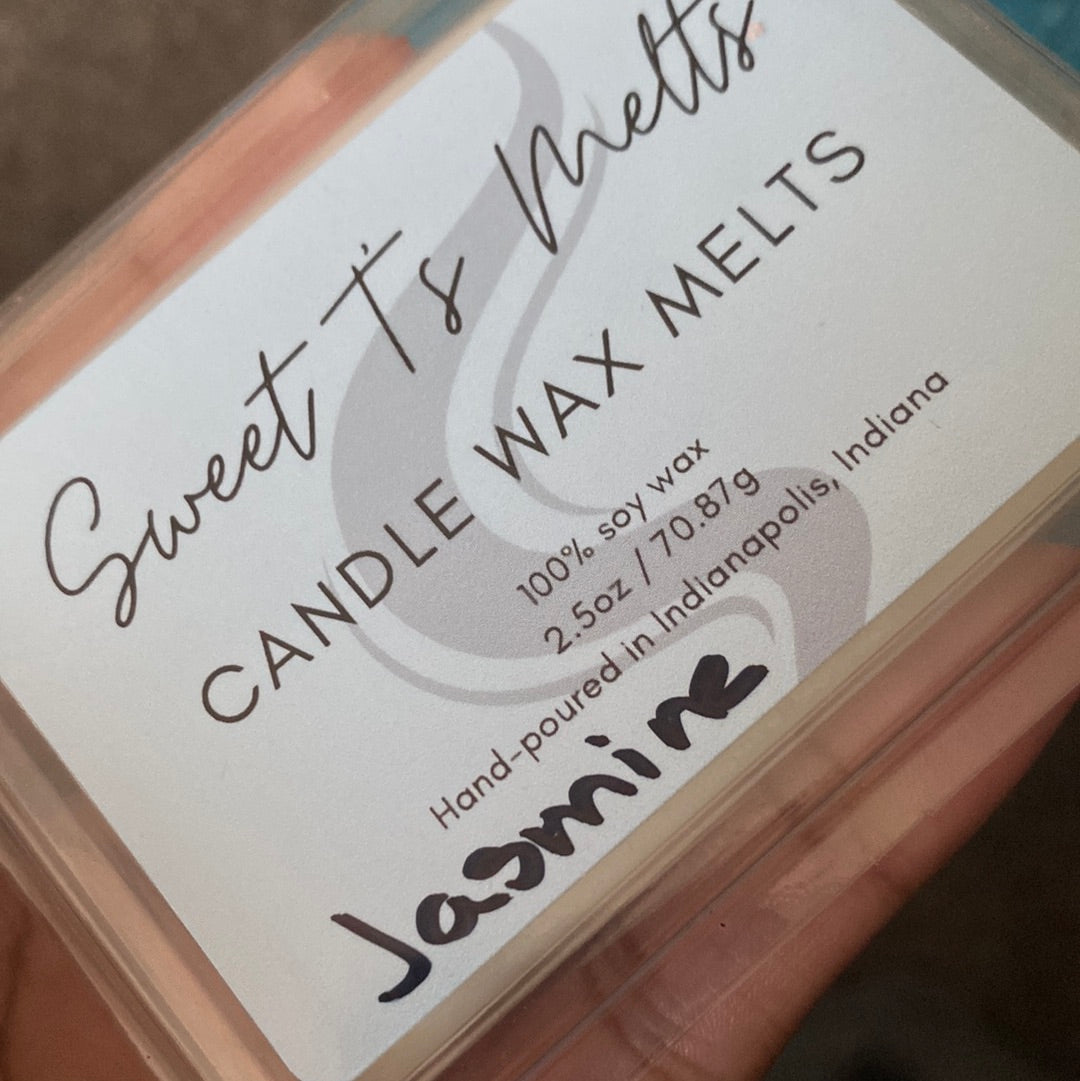 Sweet T's Melts
CANDLE WAX MELTS
100% soy wax
2.5oz / 70.87g
Hand-poured in Indianapolis, Indiana
Jasmine